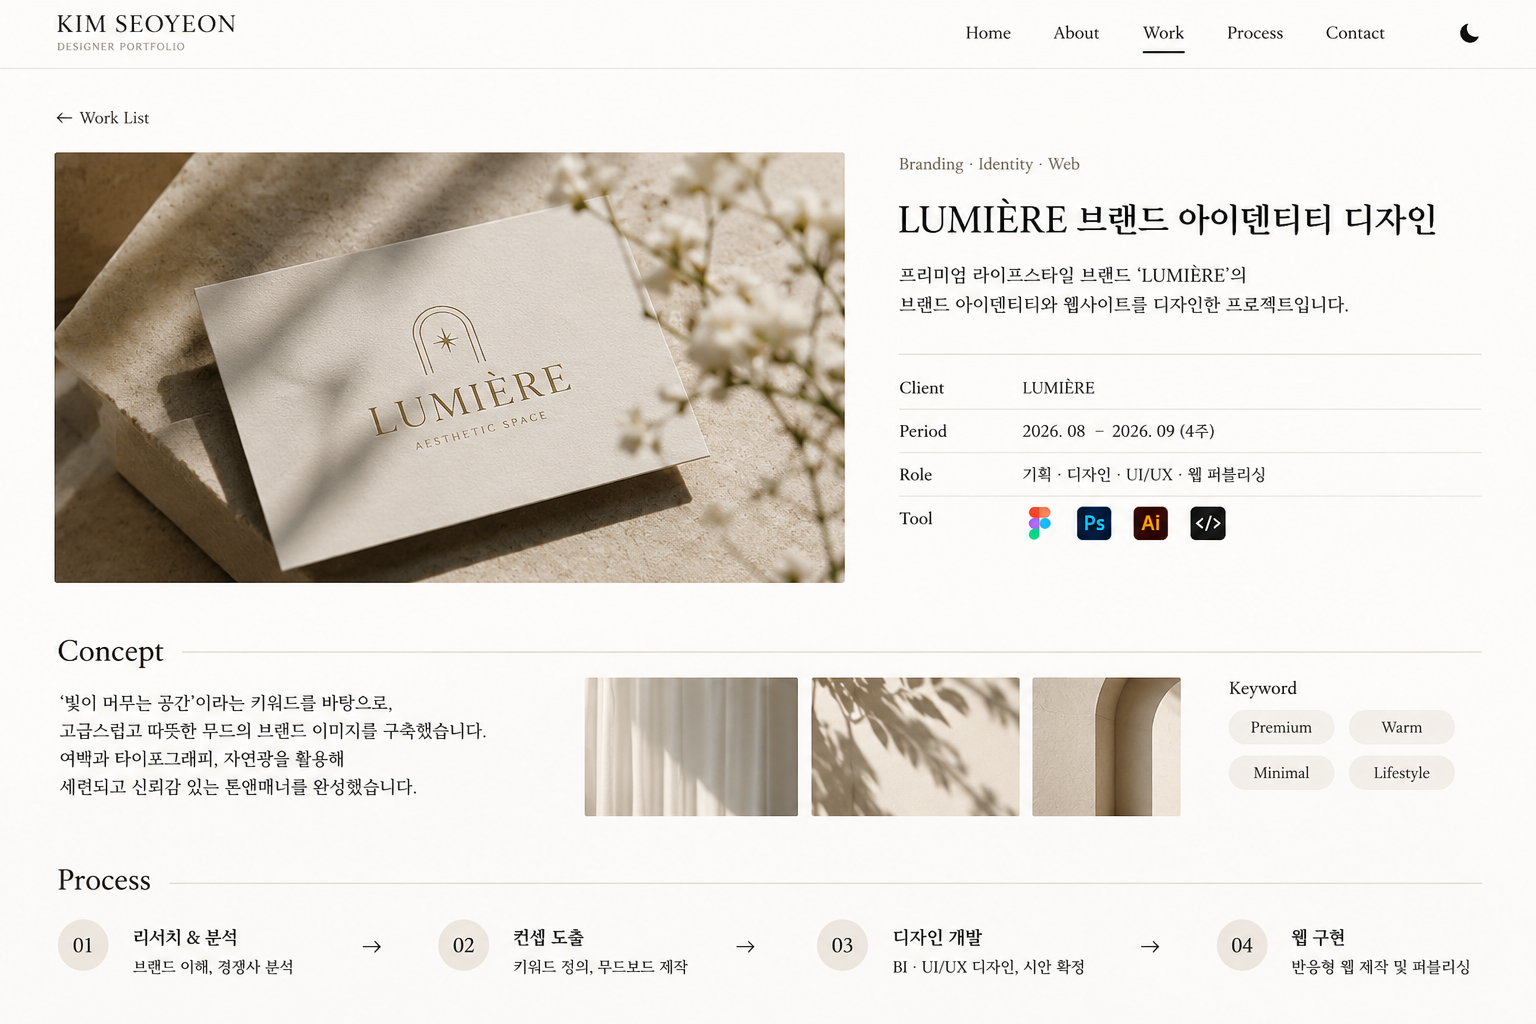 KIM SEOYEON
DESIGNER PORTFOLIO
Home About Work Process Contact
← Work List
LUMIÈRE
AESTHETIC SPACE
Branding · Identity · Web
LUMIÈRE 브랜드 아이덴티티 디자인
프리미엄 라이프스타일 브랜드 ‘LUMIÈRE’의
브랜드 아이덴티티와 웹사이트를 디자인한 프로젝트입니다.
Client LUMIÈRE
Period 2026. 08 – 2026. 09 (4주)
Role 기획 · 디자인 · UI/UX · 웹 퍼블리싱
Tool Ps Ai </>
Concept
‘빛이 머무는 공간’이라는 키워드를 바탕으로,
고급스럽고 따뜻한 무드의 브랜드 이미지를 구축했습니다.
여백과 타이포그래피, 자연광을 활용해
세련되고 신뢰감 있는 톤앤매너를 완성했습니다.
Keyword
Premium Warm
Minimal Lifestyle
Process
01 리서치 & 분석
브랜드 이해, 경쟁사 분석
→
02 컨셉 도출
키워드 정의, 무드보드 제작
→
03 디자인 개발
BI · UI/UX 디자인, 시안 확정
→
04 웹 구현
반응형 웹 제작 및 퍼블리싱